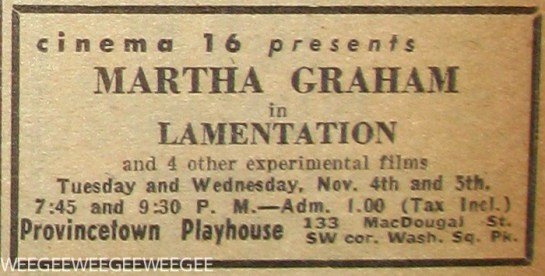 cinema 16 presents
MARTHA GRAHAM
in
LAMENTATION
and 4 other experimental films
Tuesday and Wednesday, Nov. 4th and 5th.
7:45 and 9:30 P. M.—Adm. 1.00 (Tax Incl.)
Provincetown Playhouse 133 MacDougal St.
SW cor. Wash. Sq. Pk.
WEEGEEWEEGEEWEEGEE